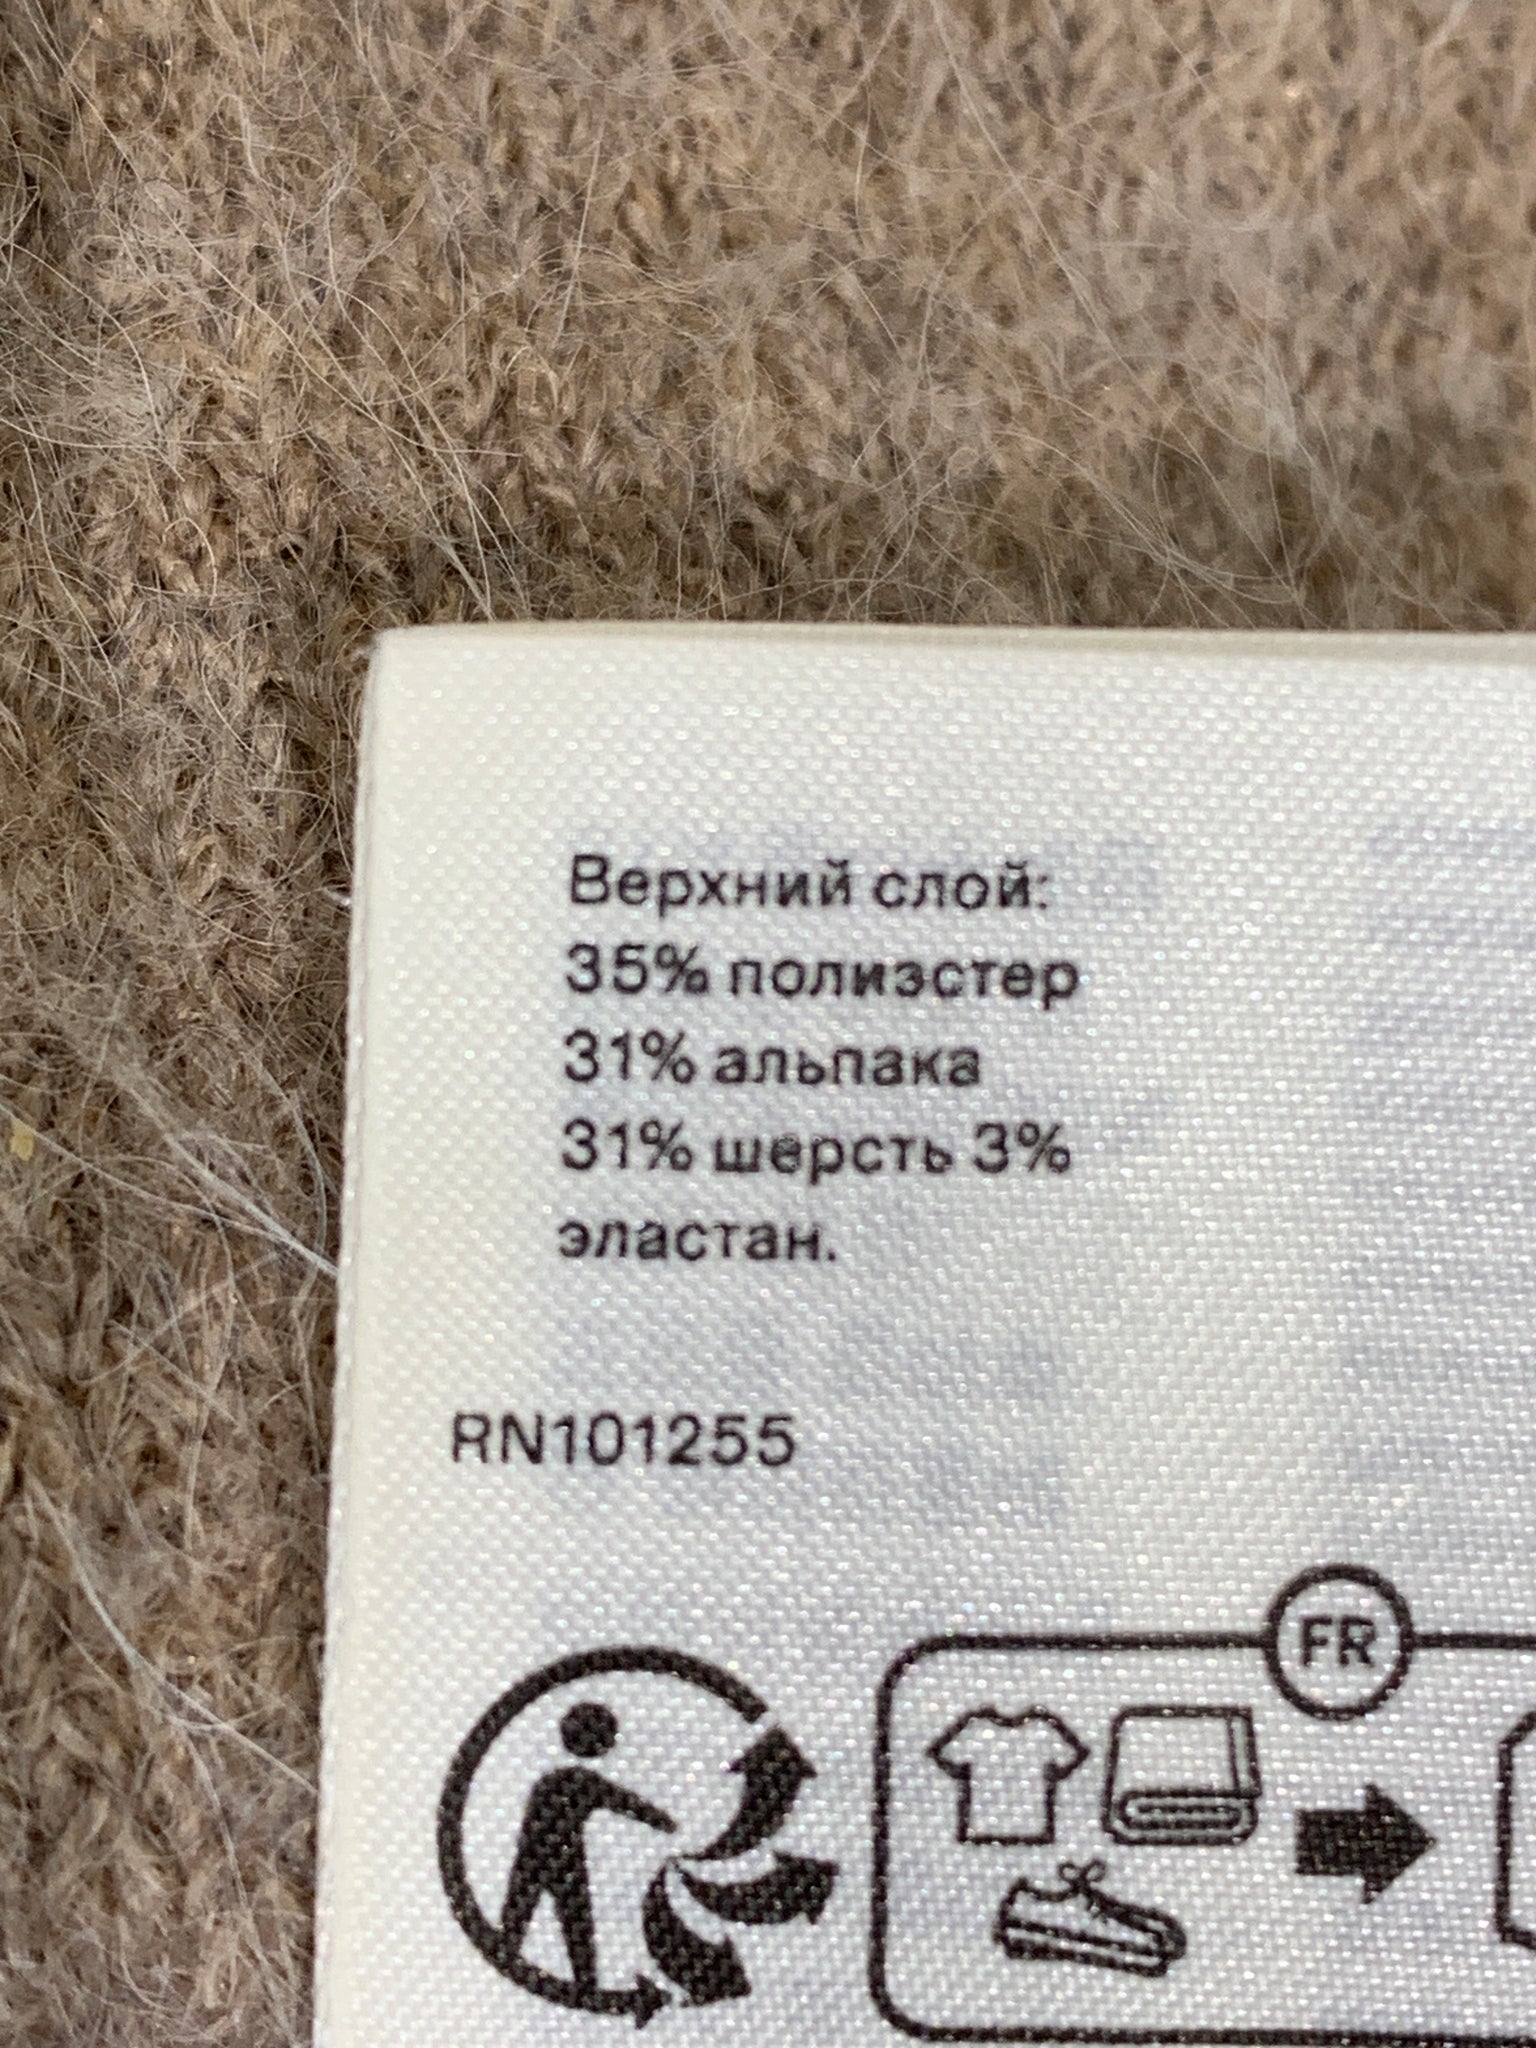 Верхний слой:
35% полиэстер
31% альпака
31% шерсть 3%
эластан.
RN101255
FR